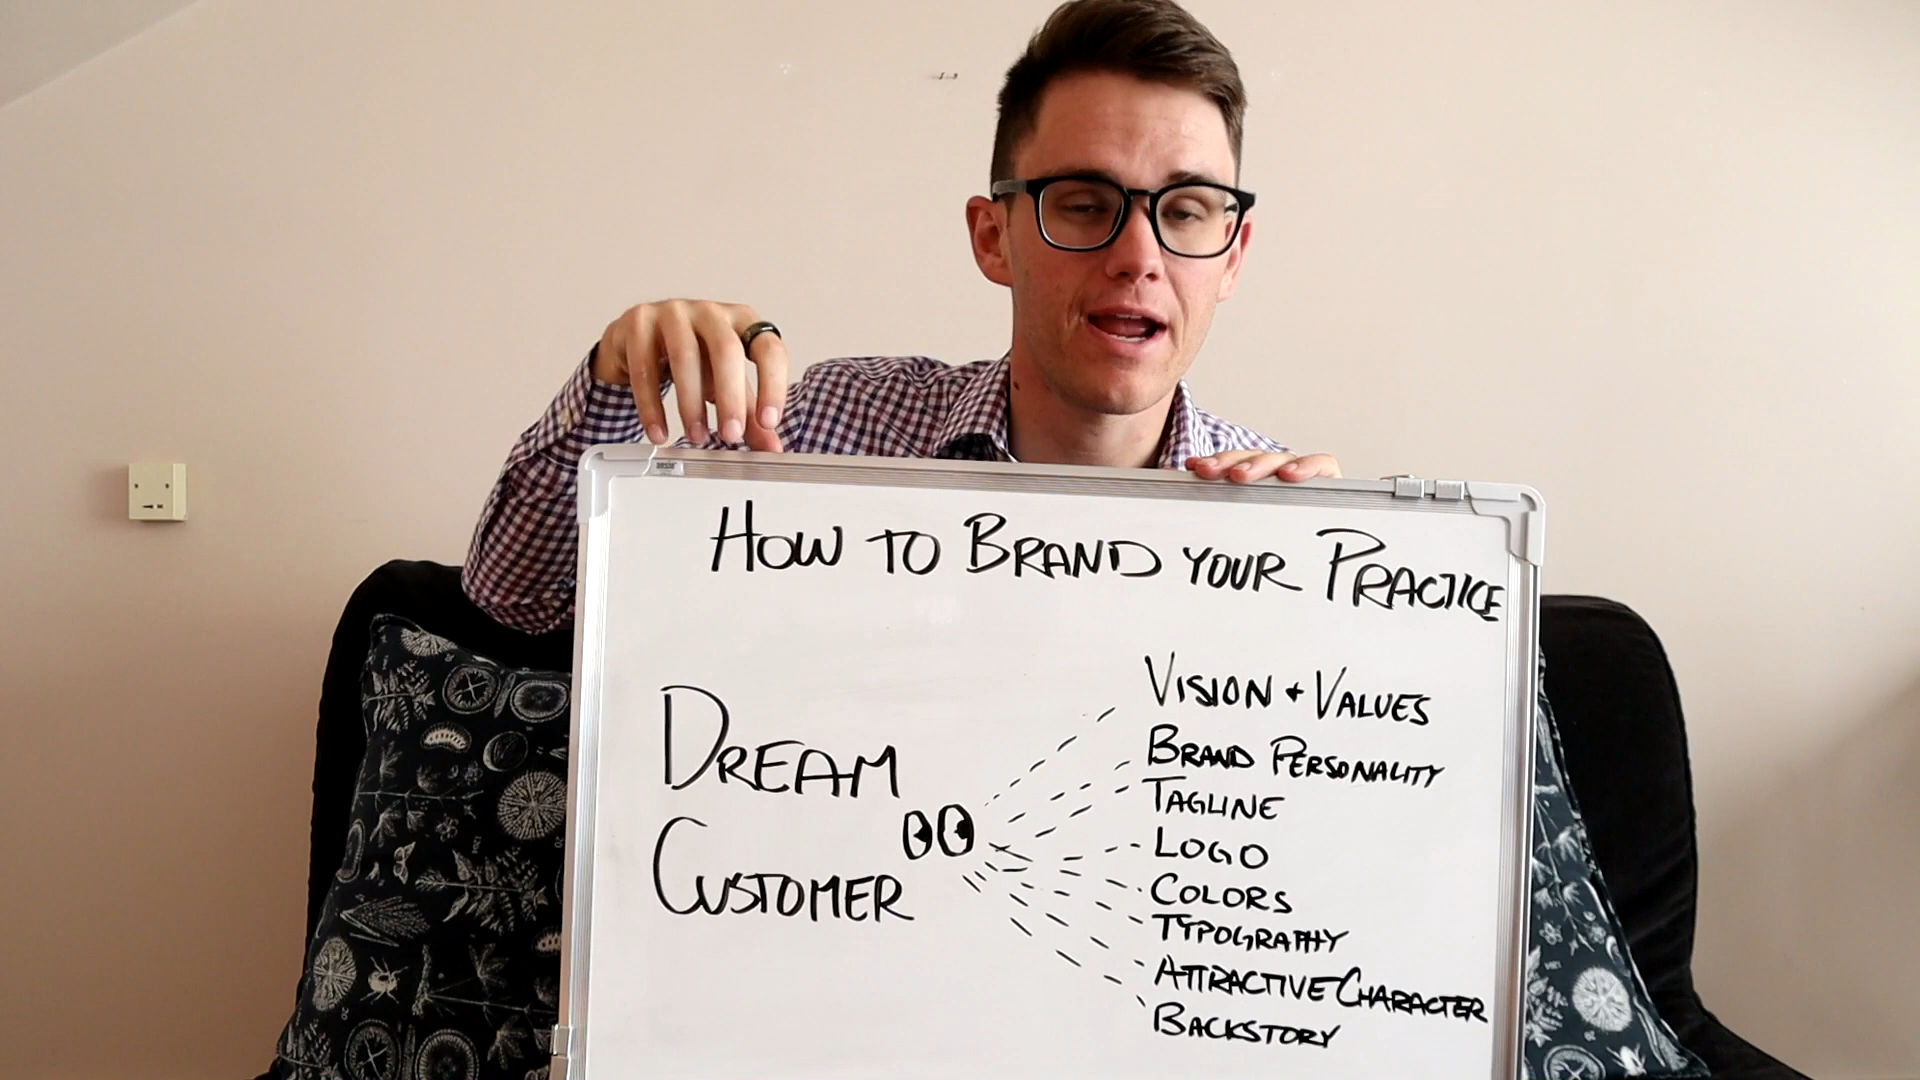 HOW TO BRAND YOUR PRACTICE
DREAM
CUSTOMER
VISION + VALUES
BRAND PERSONALITY
TAGLINE
LOGO
COLORS
TYPOGRAPHY
ATTRACTIVE CHARACTER
BACKSTORY